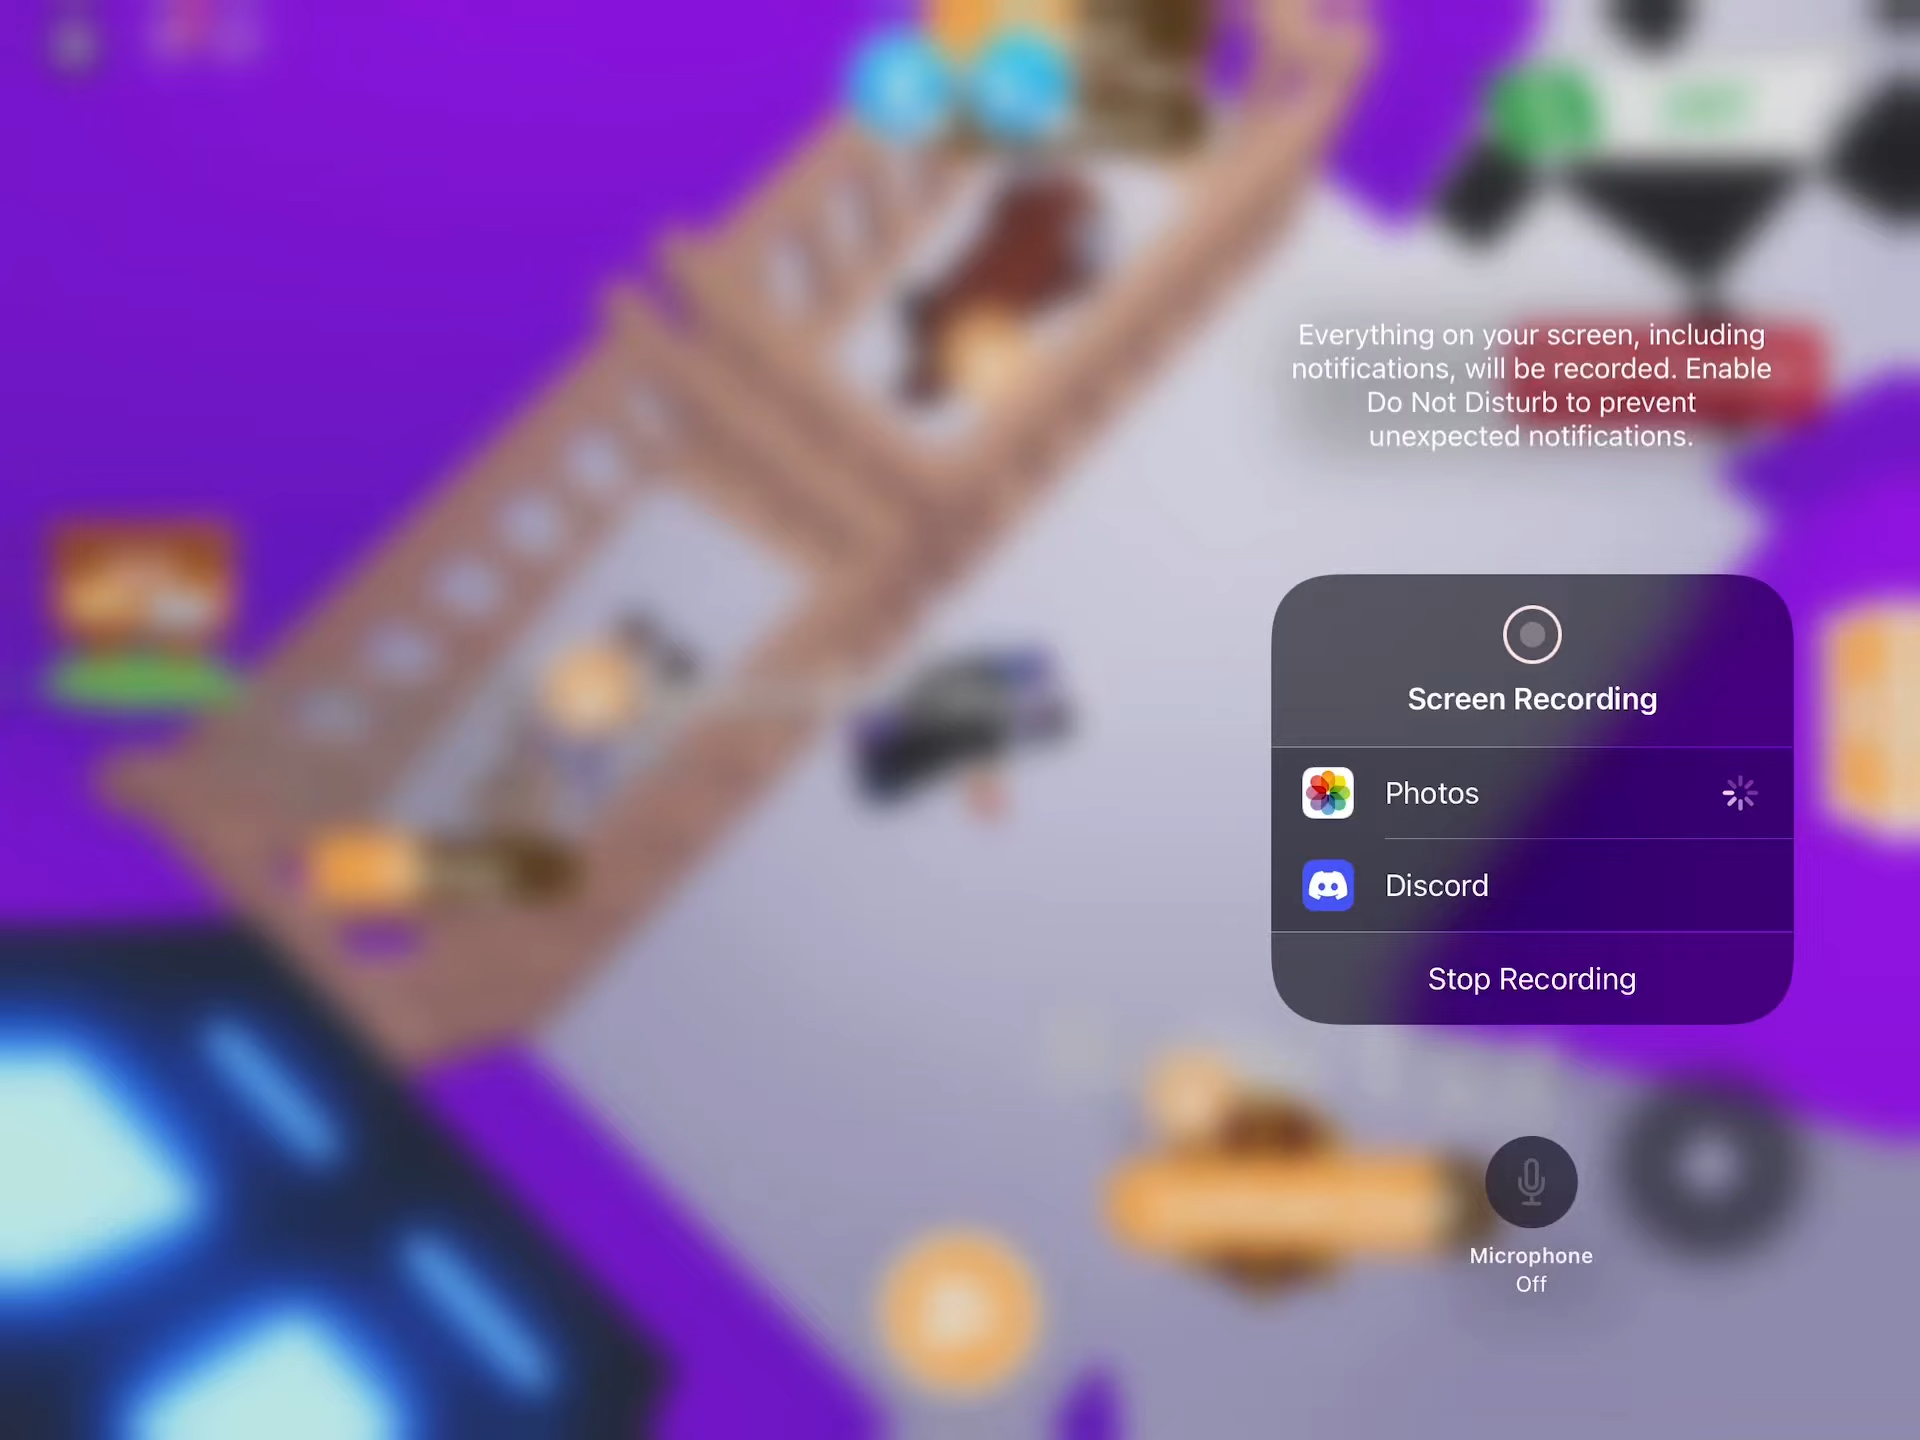 Everything on your screen, including
notifications, will be recorded. Enable
Do Not Disturb to prevent
unexpected notifications.
Screen Recording
Photos
Discord
Stop Recording
Microphone
Off